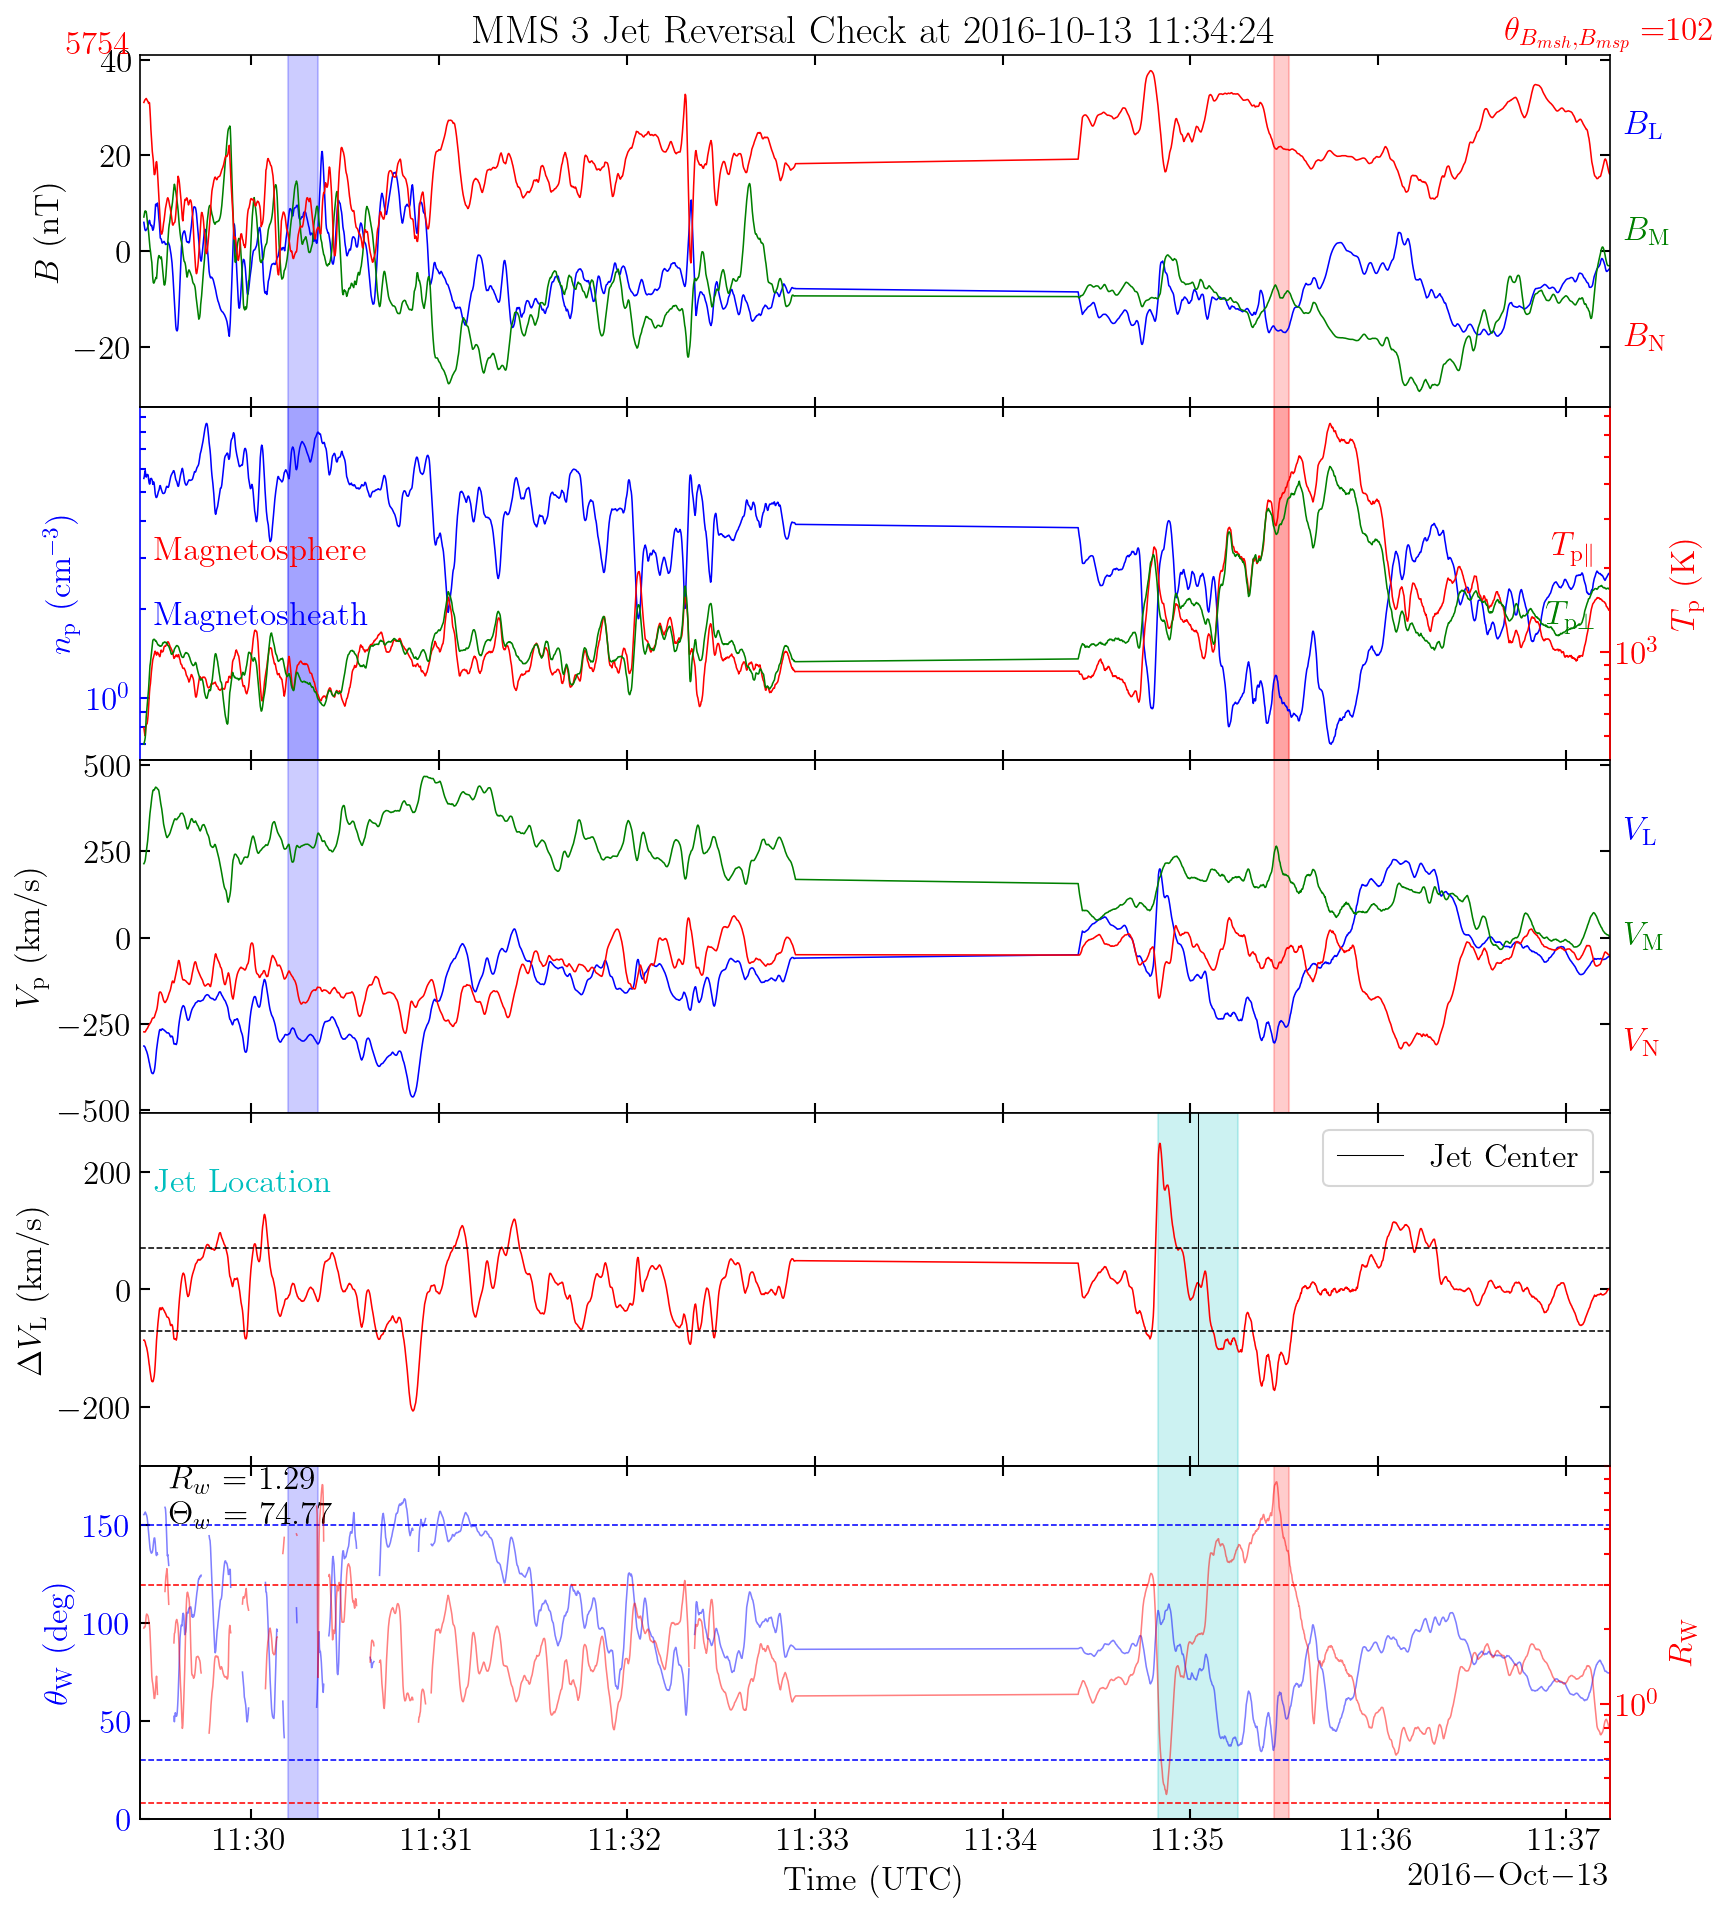 MMS 3 Jet Reversal Check at 2016-10-13 11:34:24
5754
θ_{B_{msh},B_{msp}} =102
40
20
0
−20
B (nT)
B_L
B_M
B_N
n_p (cm^{−3})
10^0
Magnetosphere
Magnetosheath
T_{p∥}
T_{p⊥}
10^3
T_p (K)
500
250
0
−250
−500
V_p (km/s)
V_L
V_M
V_N
200
0
−200
ΔV_L (km/s)
Jet Location
Jet Center
R_w = 1.29
Θ_w = 74.77
150
100
50
0
θ_W (deg)
10^0
R_W
11:30 11:31 11:32 11:33 11:34 11:35 11:36 11:37
Time (UTC)
2016−Oct−13